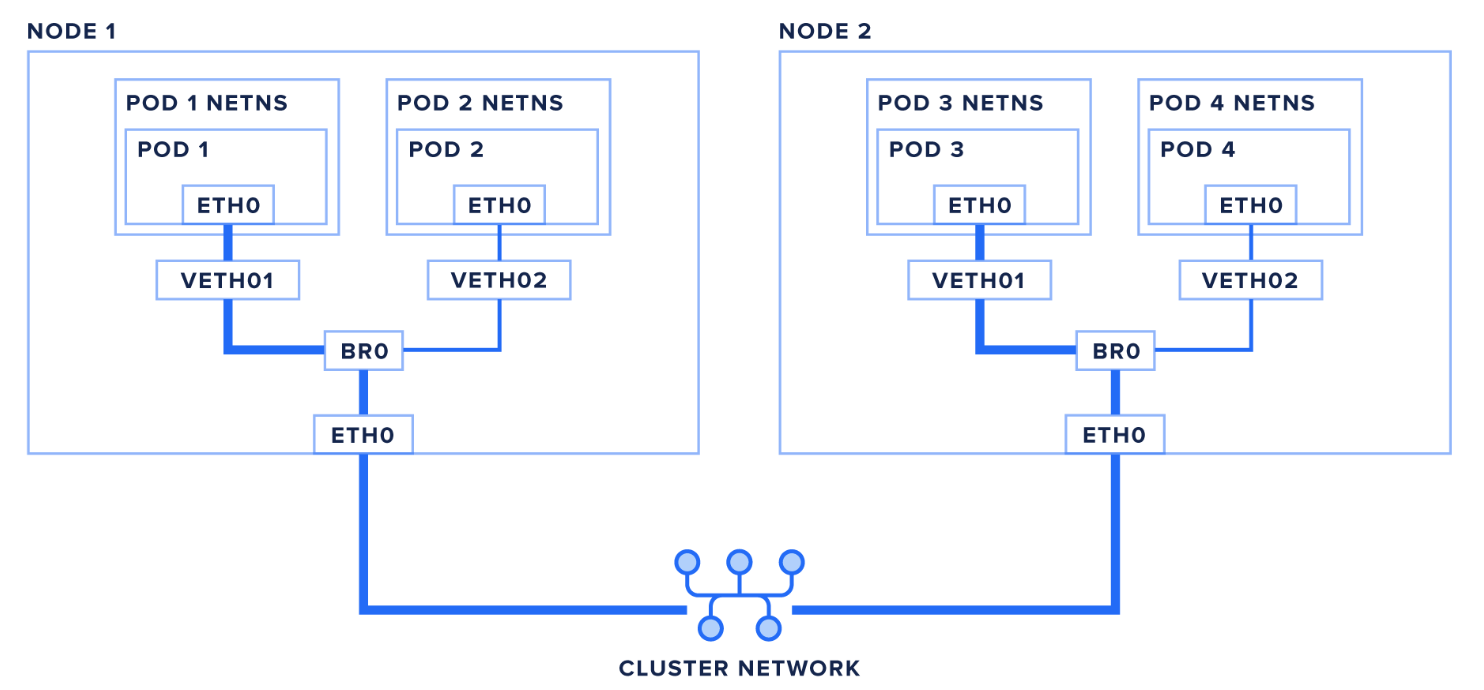 NODE 1
POD 1 NETNS
POD 1
ETH0
VETH01
POD 2 NETNS
POD 2
ETH0
VETH02
BR0
ETH0
NODE 2
POD 3 NETNS
POD 3
ETH0
VETH01
POD 4 NETNS
POD 4
ETH0
VETH02
BR0
ETH0
CLUSTER NETWORK